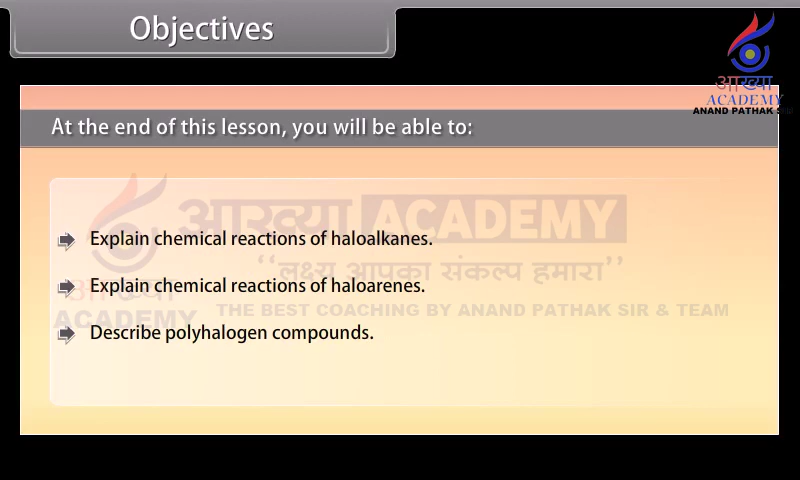 Objectives
आख्या
ACADEMY
ANAND PATHAK SIR
At the end of this lesson, you will be able to:
आख्या ACADEMY
Explain chemical reactions of haloalkanes.
‘‘लक्ष्य आपका संकल्प हमारा’’
Explain chemical reactions of haloarenes.
आख्या
ACADEMY
THE BEST COACHING BY ANAND PATHAK SIR & TEAM
Describe polyhalogen compounds.